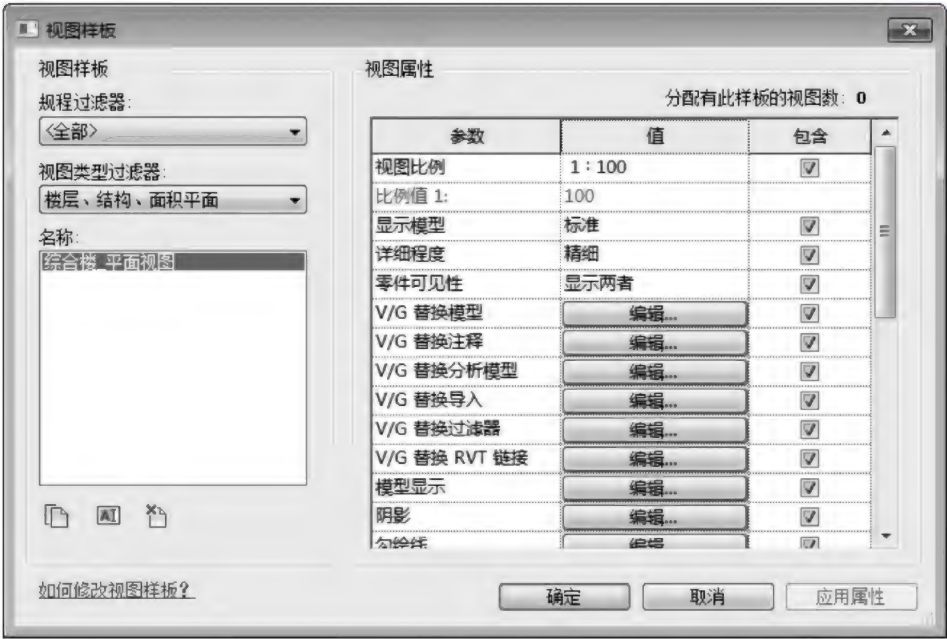 视图样板
视图样板
规程过滤器:
<全部>
视图类型过滤器:
楼层、结构、面积平面
名称:
综合楼_平面视图
如何修改视图样板?
视图属性
分配有此样板的视图数: 0
参数 值 包含
视图比例 1:100
比例值 1: 100
显示模型 标准
详细程度 精细
零件可见性 显示两者
V/G 替换模型 编辑...
V/G 替换注释 编辑...
V/G 替换分析模型 编辑...
V/G 替换导入 编辑...
V/G 替换过滤器 编辑...
V/G 替换 RVT 链接 编辑...
模型显示 编辑...
阴影 编辑...
勾绘线 编辑
确定 取消 应用属性